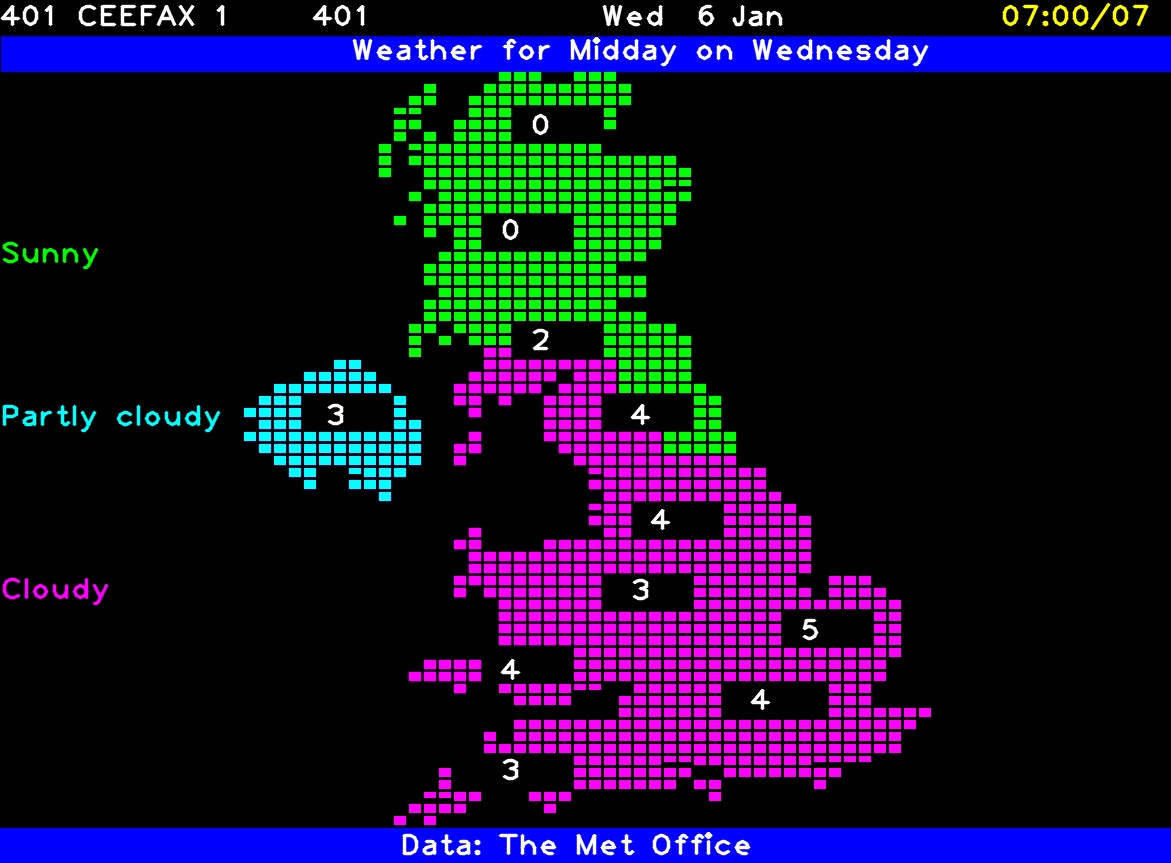 401 CEEFAX 1 401 Wed 6 Jan 07:00/07
Weather for Midday on Wednesday
0
0
Sunny
2
Partly cloudy 3 4
4
Cloudy 3
5
4
4
3
Data: The Met Office